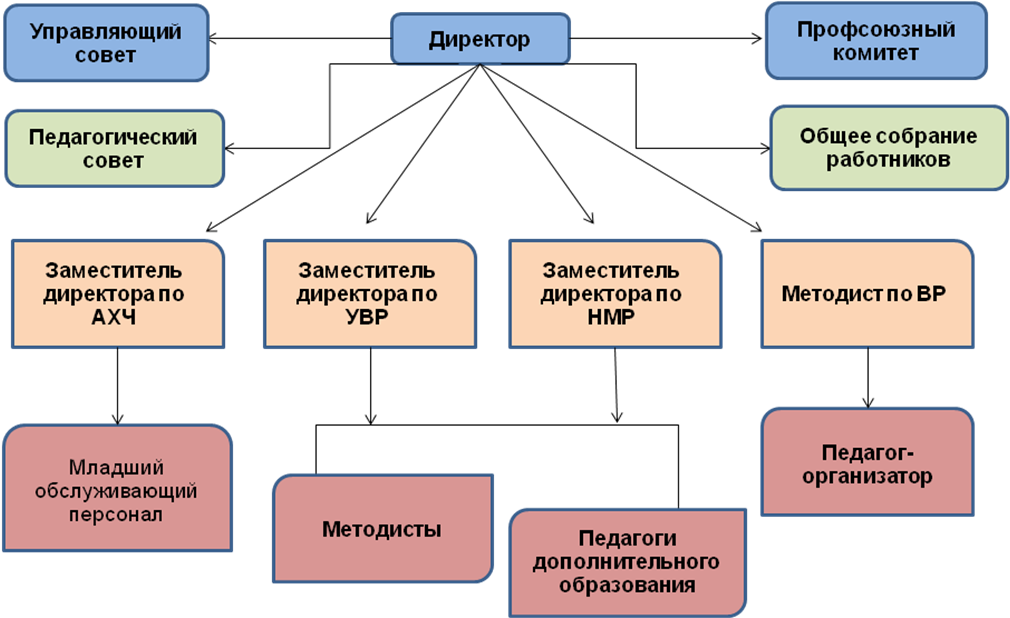 Управляющий
совет
Директор
Профсоюзный
комитет
Педагогический
совет
Общее собрание
работников
Заместитель
директора по
АХЧ
Заместитель
директора по
УВР
Заместитель
директора по
НМР
Методист по ВР
Младший
обслуживающий
персонал
Методисты
Педагоги
дополнительного
образования
Педагог-
организатор